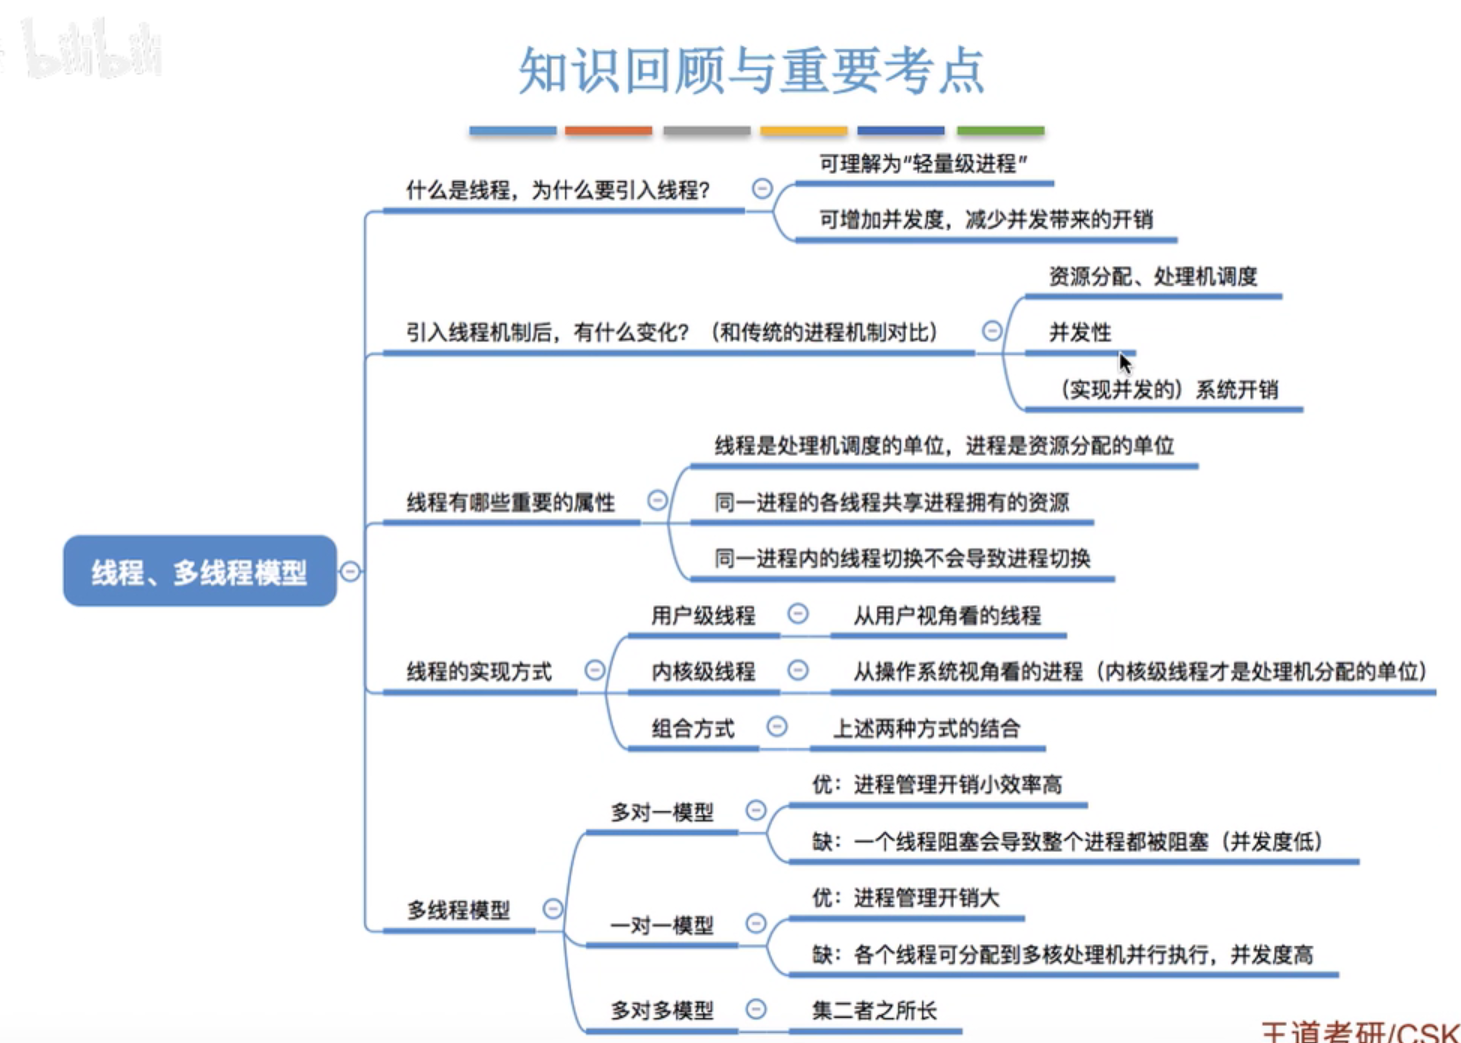 bilibili
知识回顾与重要考点
可理解为“轻量级进程”
什么是线程，为什么要引入线程？
可增加并发度，减少并发带来的开销
资源分配、处理机调度
引入线程机制后，有什么变化？（和传统的进程机制对比）
并发性
（实现并发的）系统开销
线程是处理机调度的单位，进程是资源分配的单位
线程有哪些重要的属性
同一进程的各线程共享进程拥有的资源
同一进程内的线程切换不会导致进程切换
线程、多线程模型
用户级线程
从用户视角看的线程
线程的实现方式
内核级线程
从操作系统视角看的进程（内核级线程才是处理机分配的单位）
组合方式
上述两种方式的结合
多对一模型
优：进程管理开销小效率高
缺：一个线程阻塞会导致整个进程都被阻塞（并发度低）
多线程模型
一对一模型
优：进程管理开销大
缺：各个线程可分配到多核处理机并行执行，并发度高
多对多模型
集二者之所长
王道考研/CSK